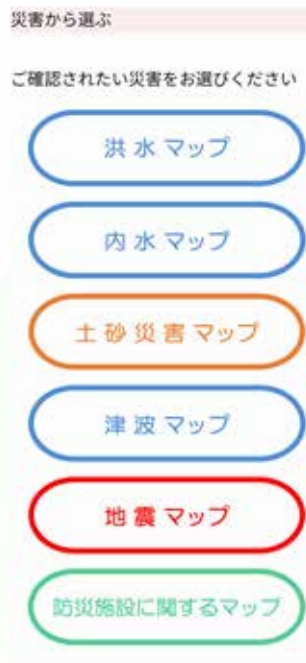 災害から選ぶ
ご確認されたい災害をお選びください
洪水マップ
内水マップ
土砂災害マップ
津波マップ
地震マップ
防災施設に関するマップ